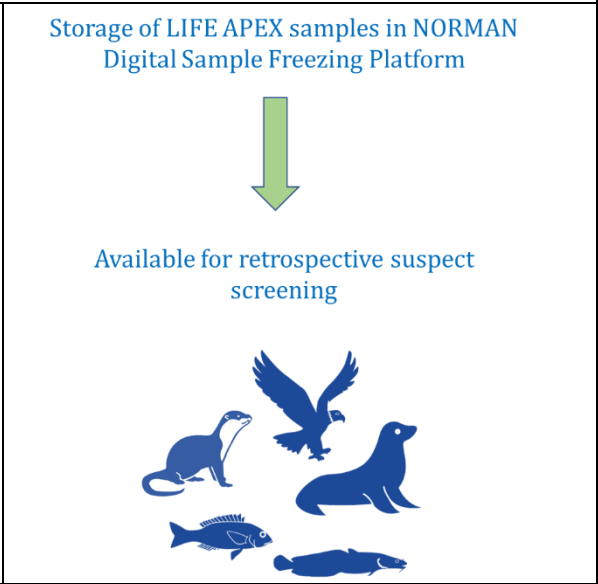 Storage of LIFE APEX samples in NORMAN
Digital Sample Freezing Platform
Available for retrospective suspect
screening